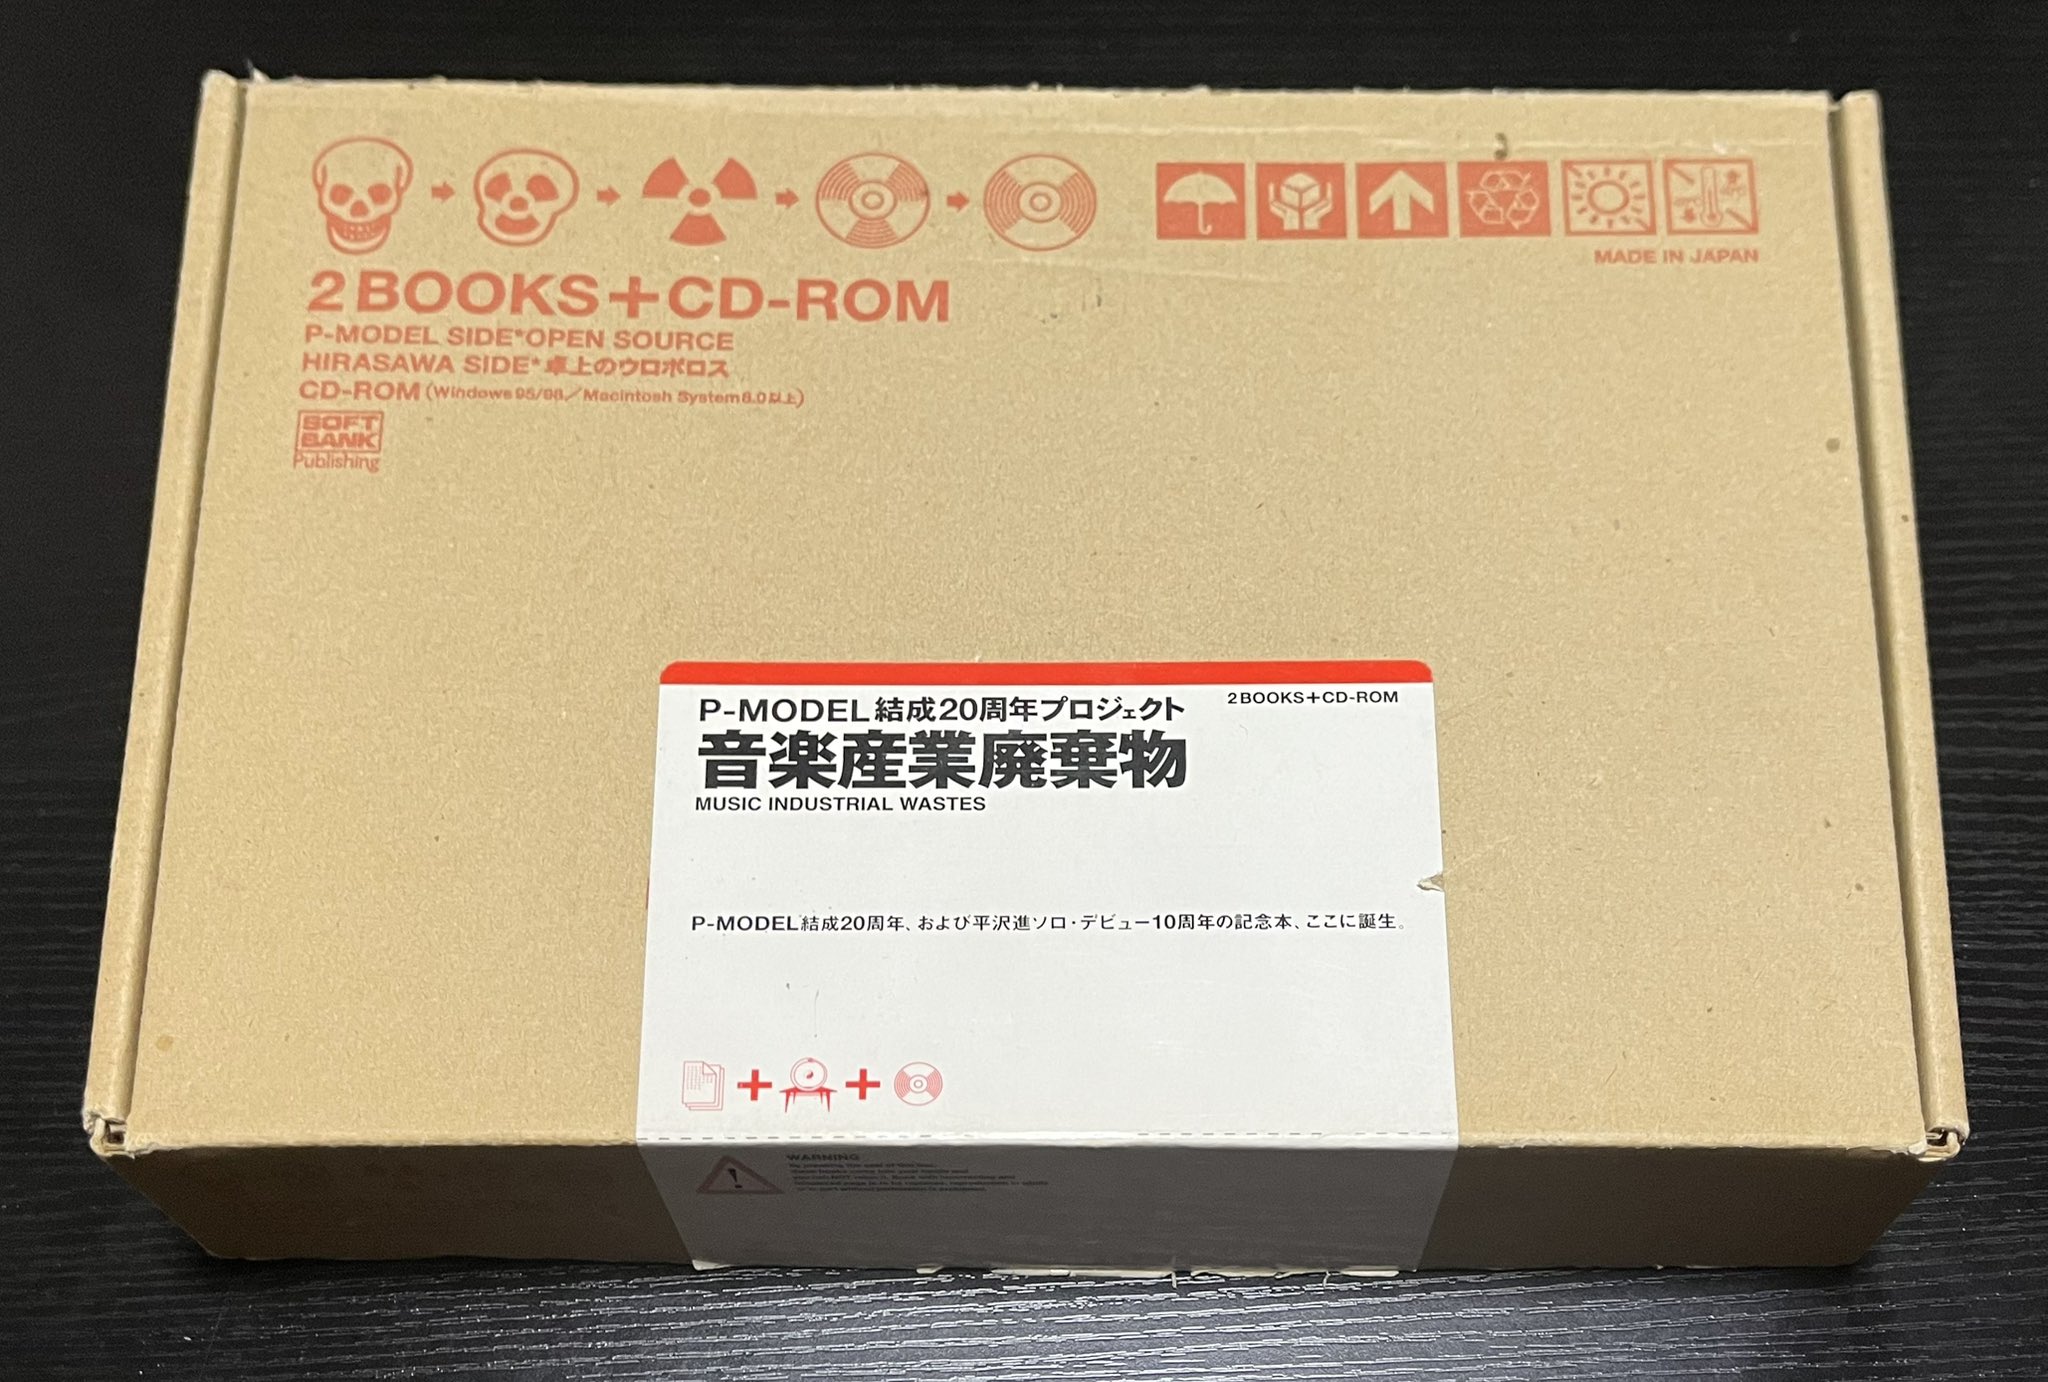 2 BOOKS+CD-ROM
P-MODEL SIDE*OPEN SOURCE
HIRASAWA SIDE*卓上のウロボロス
CD-ROM (Windows 95/98／Macintosh System 8.0以上)
SOFT
BANK
Publishing
MADE IN JAPAN
P-MODEL結成20周年プロジェクト
2BOOKS+CD-ROM
音楽産業廃棄物
MUSIC INDUSTRIAL WASTES
P-MODEL結成20周年、および平沢進ソロ・デビュー10周年の記念本、ここに誕生。
WARNING